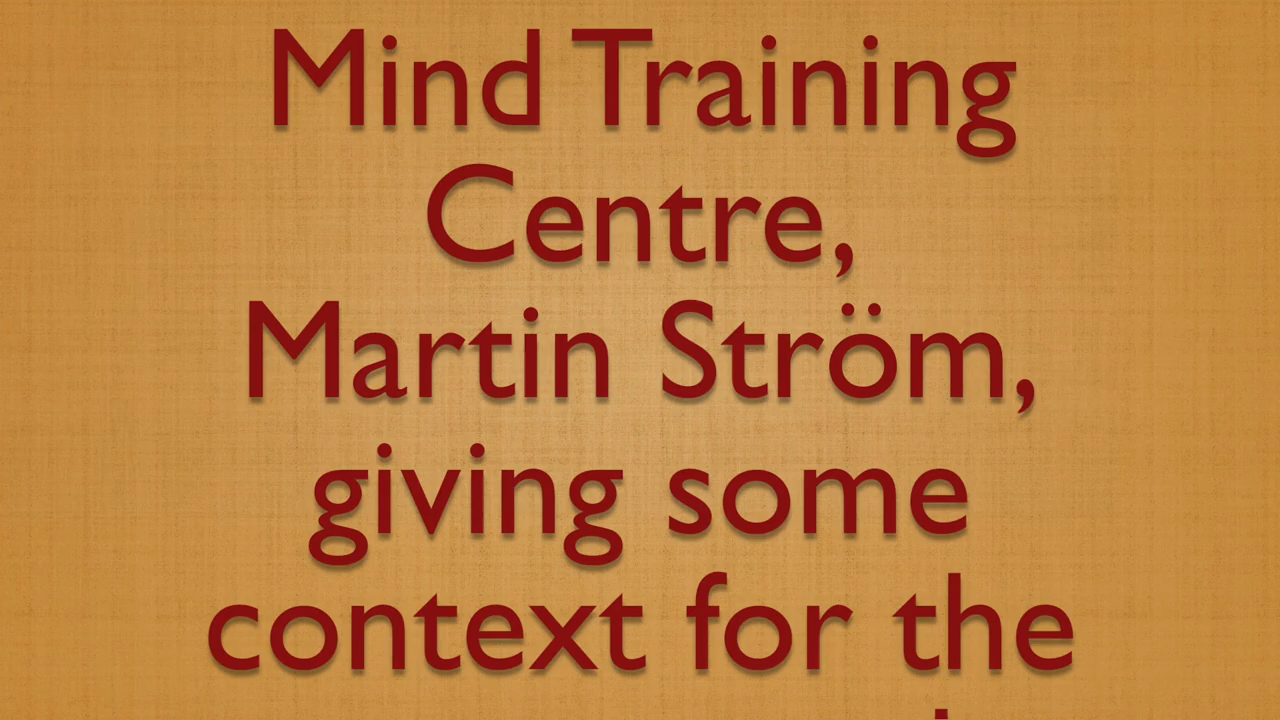 Mind Training
Centre,
Martin Ström,
giving some
context for the